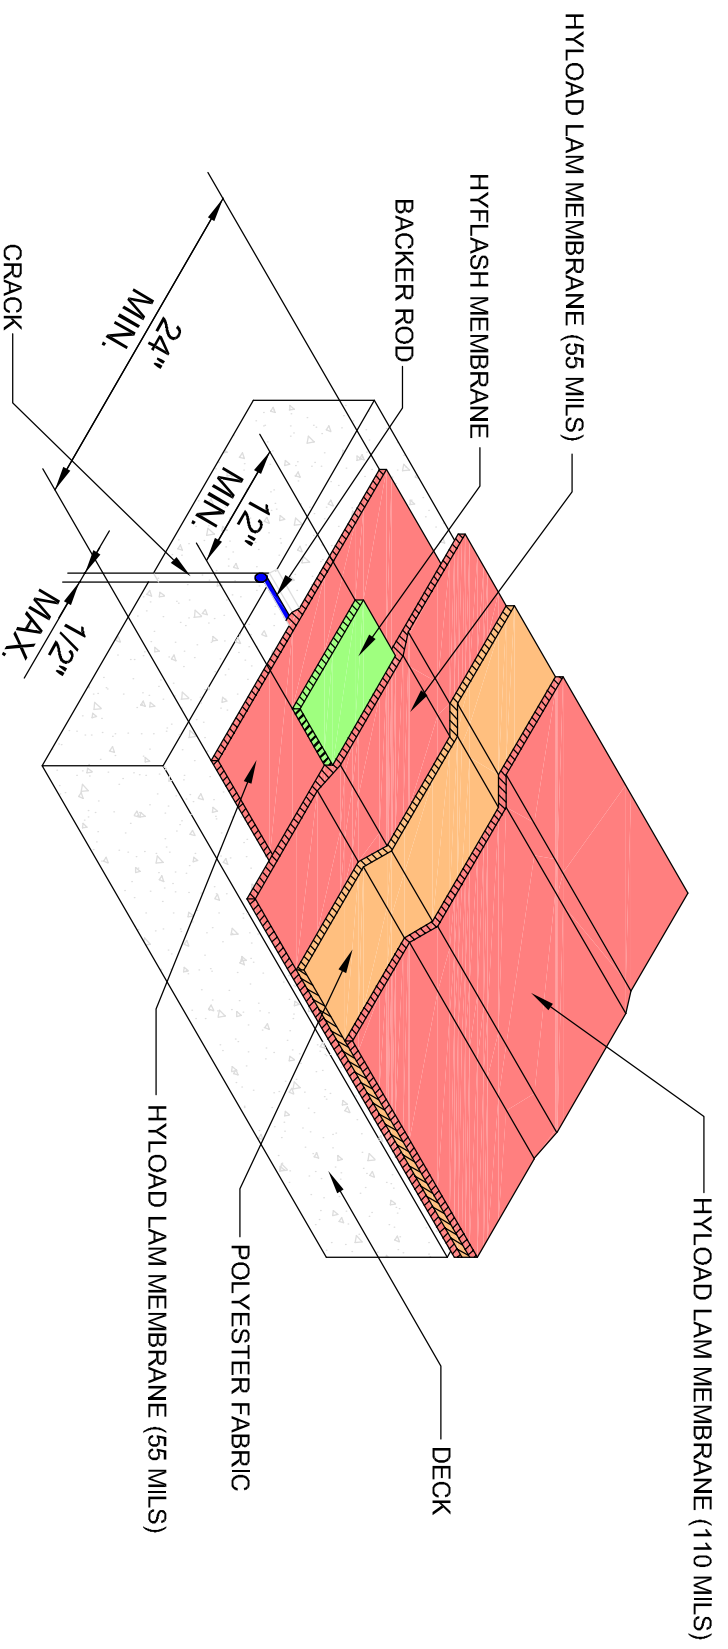 HYLOAD LAM MEMBRANE (55 MILS)
HYFLASH MEMBRANE
BACKER ROD
CRACK
24"
MIN.
12"
MIN.
1/2"
MAX.
HYLOAD LAM MEMBRANE (110 MILS)
DECK
POLYESTER FABRIC
HYLOAD LAM MEMBRANE (55 MILS)